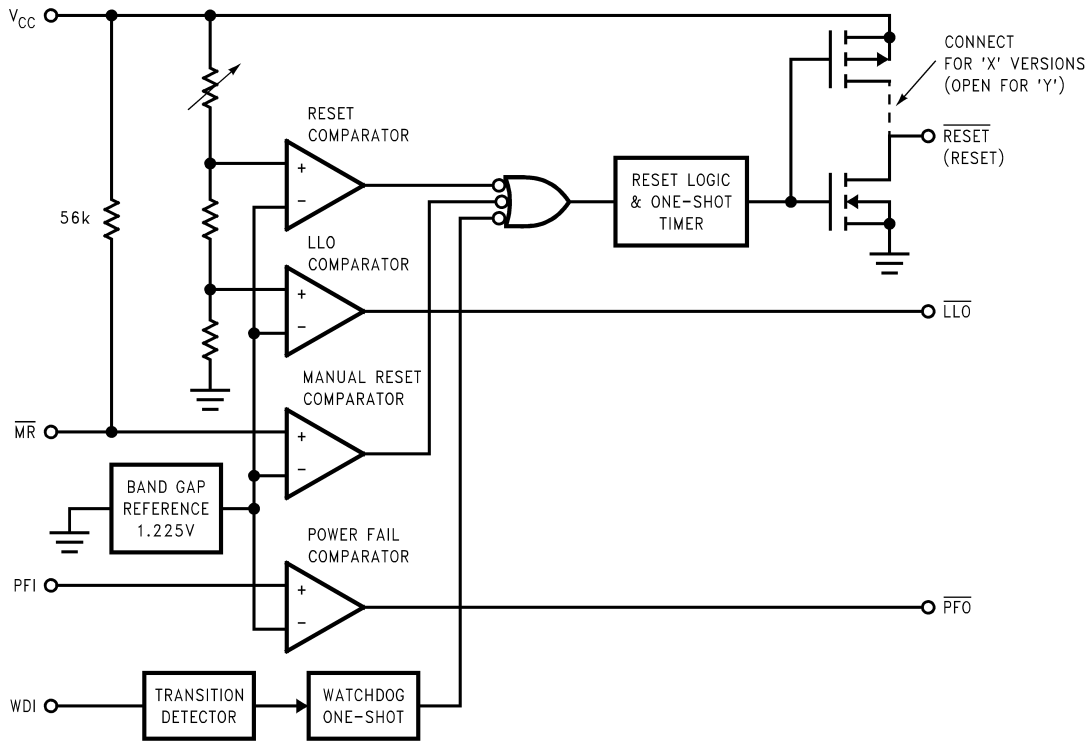 VCC
CONNECT
FOR 'X' VERSIONS
(OPEN FOR 'Y')
RESET
COMPARATOR
+
−
RESET
(RESET)
RESET LOGIC
& ONE-SHOT
TIMER
56k
LLO
COMPARATOR
+
−
LLO
MANUAL RESET
COMPARATOR
MR
+
−
BAND GAP
REFERENCE
1.225V
POWER FAIL
COMPARATOR
PFI
+
−
PFO
WDI
TRANSITION
DETECTOR
WATCHDOG
ONE-SHOT